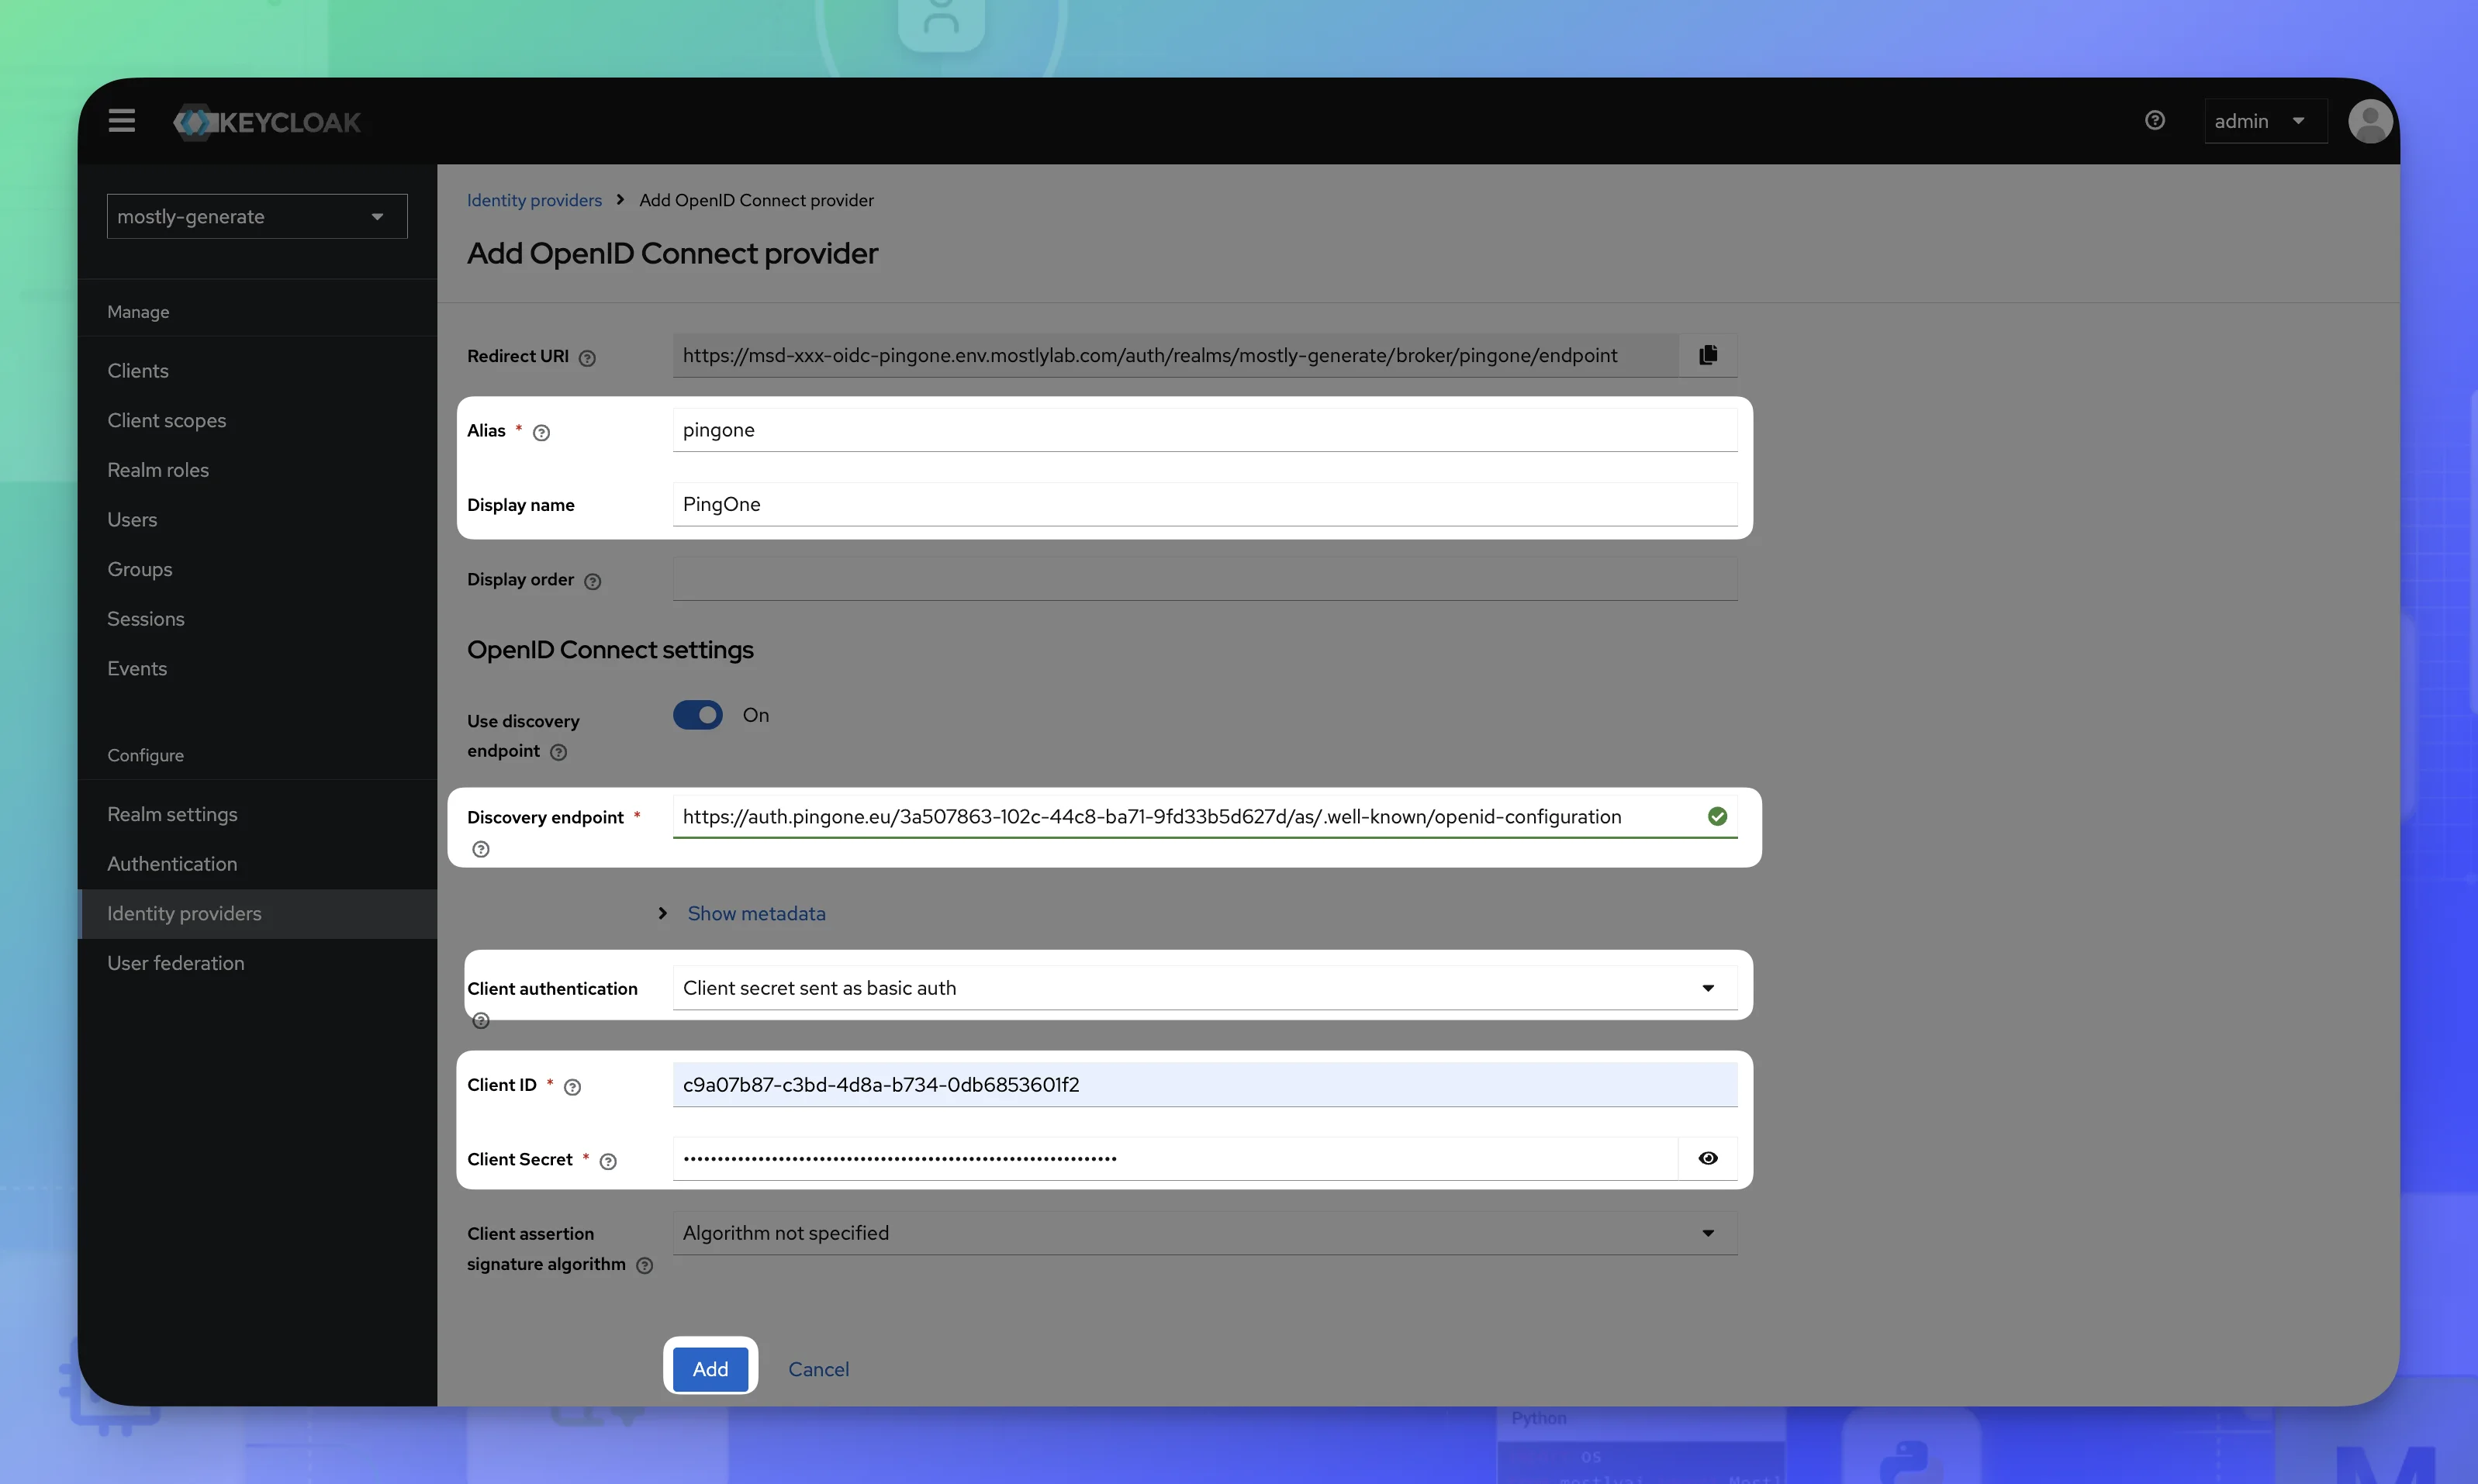 KEYCLOAK
admin
mostly-generate
Manage
Clients
Client scopes
Realm roles
Users
Groups
Sessions
Events
Configure
Realm settings
Authentication
Identity providers
User federation
Identity providers > Add OpenID Connect provider
Add OpenID Connect provider
Redirect URI
https://msd-xxx-oidc-pingone.env.mostlylab.com/auth/realms/mostly-generate/broker/pingone/endpoint
Alias *
pingone
Display name
PingOne
Display order
OpenID Connect settings
Use discovery
endpoint
On
Discovery endpoint *
https://auth.pingone.eu/3a507863-102c-44c8-ba71-9fd33b5d627d/as/.well-known/openid-configuration
Show metadata
Client authentication
Client secret sent as basic auth
Client ID *
c9a07b87-c3bd-4d8a-b734-0db6853601f2
Client Secret *
Client assertion
signature algorithm
Algorithm not specified
Add
Cancel
Python
os